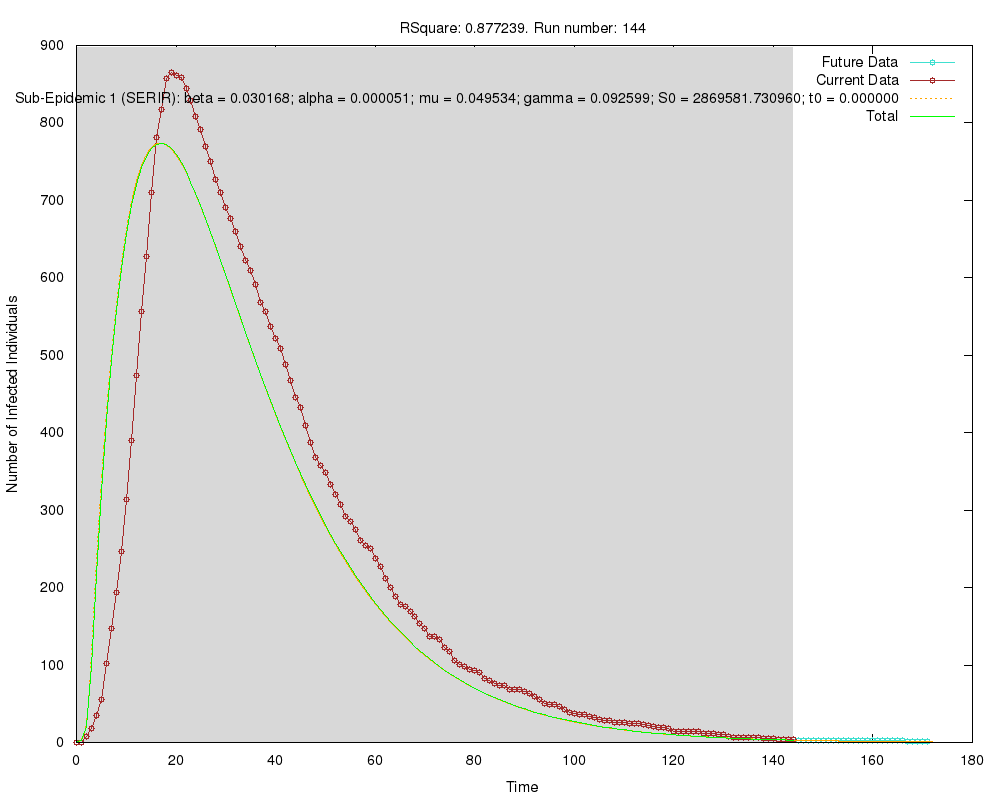 RSquare: 0.877239. Run number: 144
900
Future Data
Current Data
Sub-Epidemic 1 (SERIR): beta = 0.030168; alpha = 0.000051; mu = 0.049534; gamma = 0.092599; S0 = 2869581.730960; t0 = 0.000000
Total
800
700
600
500
400
300
200
100
0
Number of Infected Individuals
0 20 40 60 80 100 120 140 160 180
Time